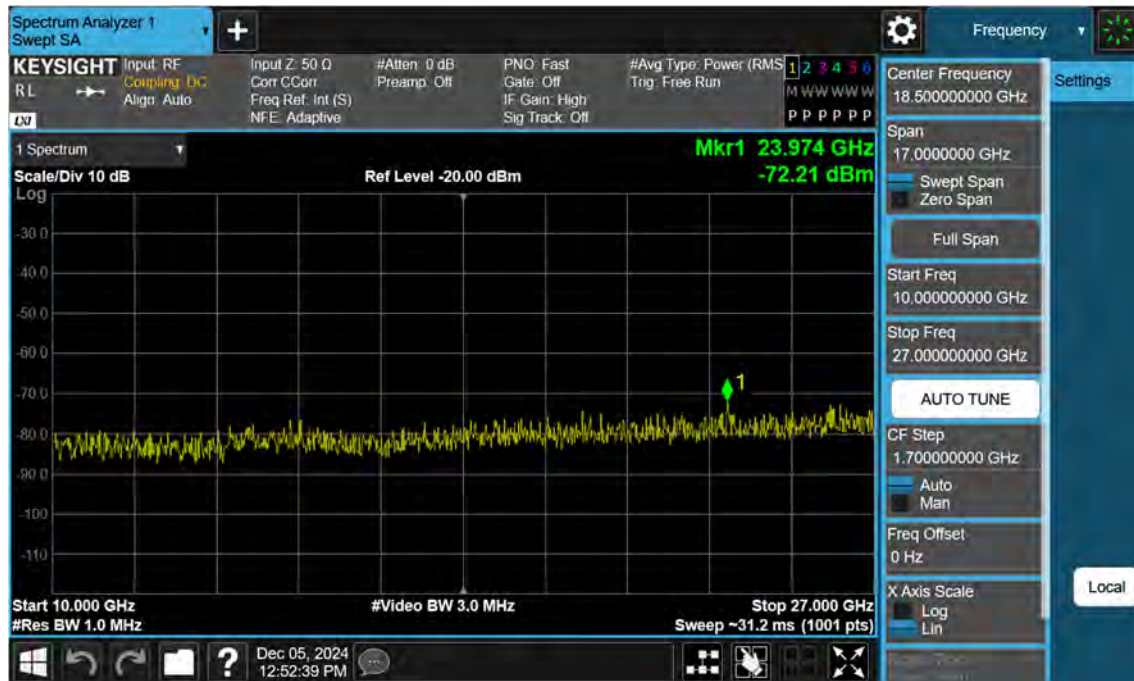 Spectrum Analyzer 1
Swept SA
+
Frequency
KEYSIGHT
R L
LXI
Input: RF
Coupling: DC
Align: Auto
Input Z: 50 Ω
Corr CCorr
Freq Ref: Int (S)
NFE: Adaptive
#Atten: 0 dB
Preamp: Off
PNO: Fast
Gate: Off
IF Gain: High
Sig Track: Off
#Avg Type: Power (RMS
Trig: Free Run
1 2 3 4 5 6
M W W W W W
P P P P P P
1 Spectrum
Scale/Div 10 dB
Ref Level -20.00 dBm
Mkr1 23.974 GHz
-72.21 dBm
Log
-30.0
-40.0
-50.0
-60.0
-70.0
-80.0
-90.0
-100
-110
1
Start 10.000 GHz
#Video BW 3.0 MHz
Stop 27.000 GHz
#Res BW 1.0 MHz
Sweep ~31.2 ms (1001 pts)
?
Dec 05, 2024
12:52:39 PM
Center Frequency
18.500000000 GHz
Span
17.0000000 GHz
Swept Span
Zero Span
Full Span
Start Freq
10.000000000 GHz
Stop Freq
27.000000000 GHz
AUTO TUNE
CF Step
1.700000000 GHz
Auto
Man
Freq Offset
0 Hz
X Axis Scale
Log
Lin
Settings
Local